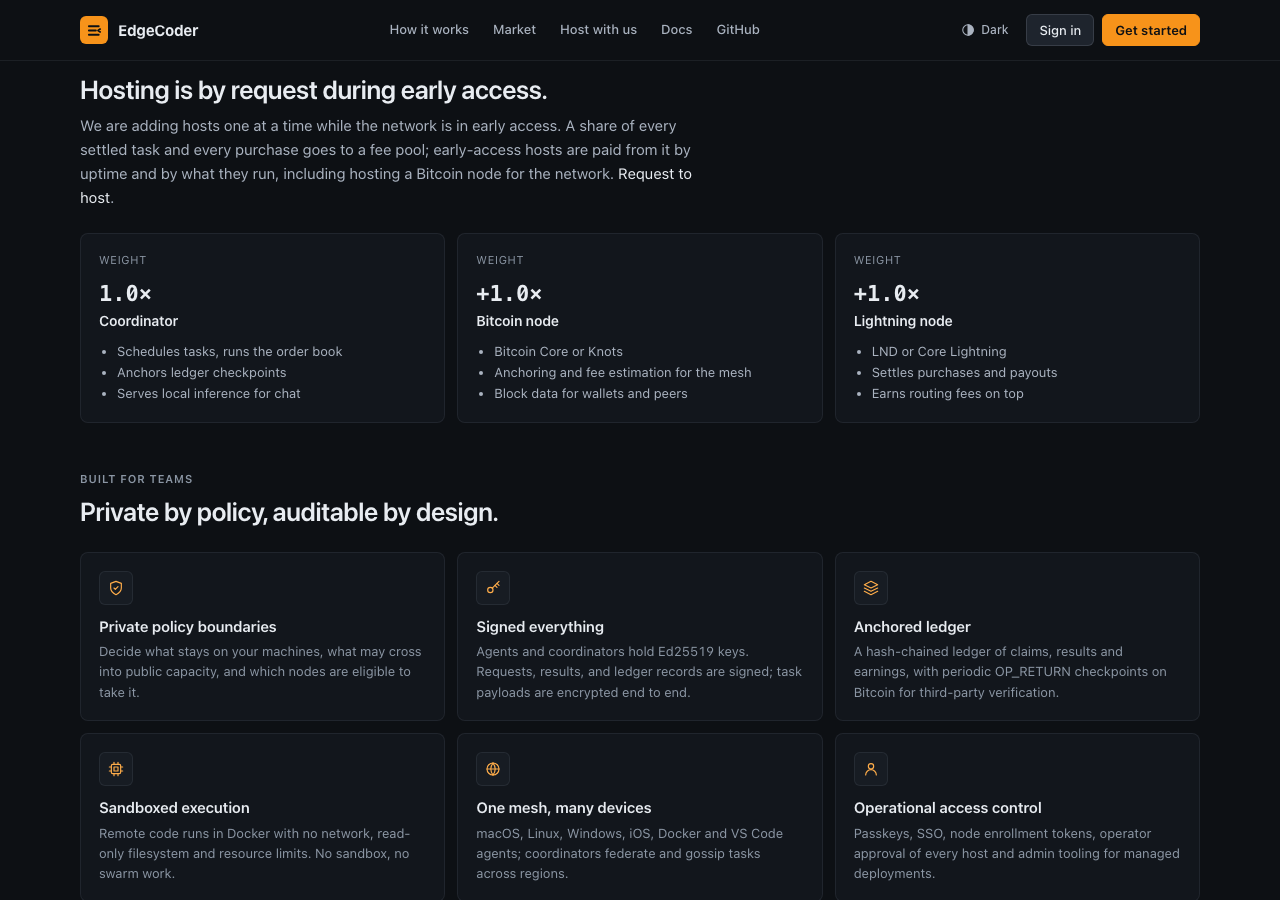 EdgeCoder
How it works
Market
Host with us
Docs
GitHub
Dark
Sign in
Get started
Hosting is by request during early access.
We are adding hosts one at a time while the network is in early access. A share of every
settled task and every purchase goes to a fee pool; early-access hosts are paid from it by
uptime and by what they run, including hosting a Bitcoin node for the network. Request to
host.
WEIGHT
1.0×
Coordinator
• Schedules tasks, runs the order book
• Anchors ledger checkpoints
• Serves local inference for chat
WEIGHT
+1.0×
Bitcoin node
• Bitcoin Core or Knots
• Anchoring and fee estimation for the mesh
• Block data for wallets and peers
WEIGHT
+1.0×
Lightning node
• LND or Core Lightning
• Settles purchases and payouts
• Earns routing fees on top
BUILT FOR TEAMS
Private by policy, auditable by design.
Private policy boundaries
Decide what stays on your machines, what may cross
into public capacity, and which nodes are eligible to
take it.
Signed everything
Agents and coordinators hold Ed25519 keys.
Requests, results, and ledger records are signed; task
payloads are encrypted end to end.
Anchored ledger
A hash-chained ledger of claims, results and
earnings, with periodic OP_RETURN checkpoints on
Bitcoin for third-party verification.
Sandboxed execution
Remote code runs in Docker with no network, read-
only filesystem and resource limits. No sandbox, no
swarm work.
One mesh, many devices
macOS, Linux, Windows, iOS, Docker and VS Code
agents; coordinators federate and gossip tasks
across regions.
Operational access control
Passkeys, SSO, node enrollment tokens, operator
approval of every host and admin tooling for managed
deployments.